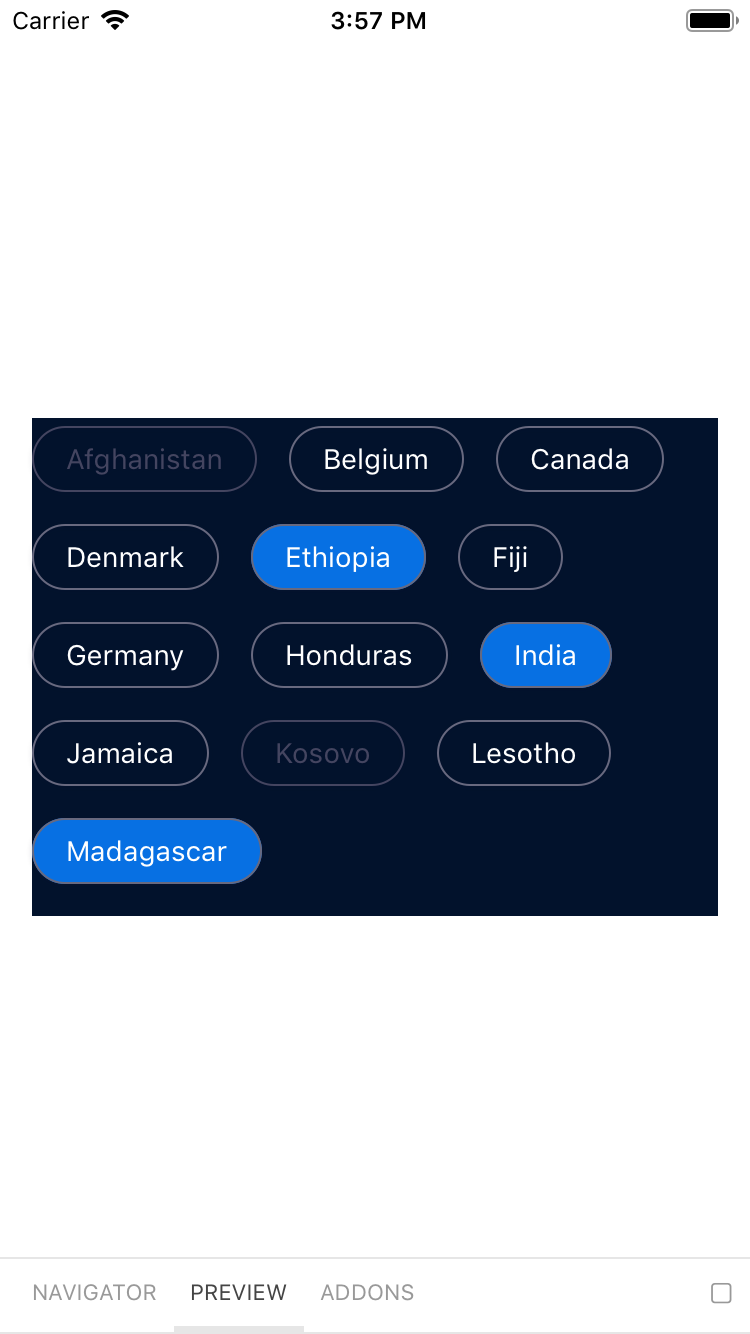 Carrier 3:57 PM
Afghanistan Belgium Canada
Denmark Ethiopia Fiji
Germany Honduras India
Jamaica Kosovo Lesotho
Madagascar
NAVIGATOR PREVIEW ADDONS